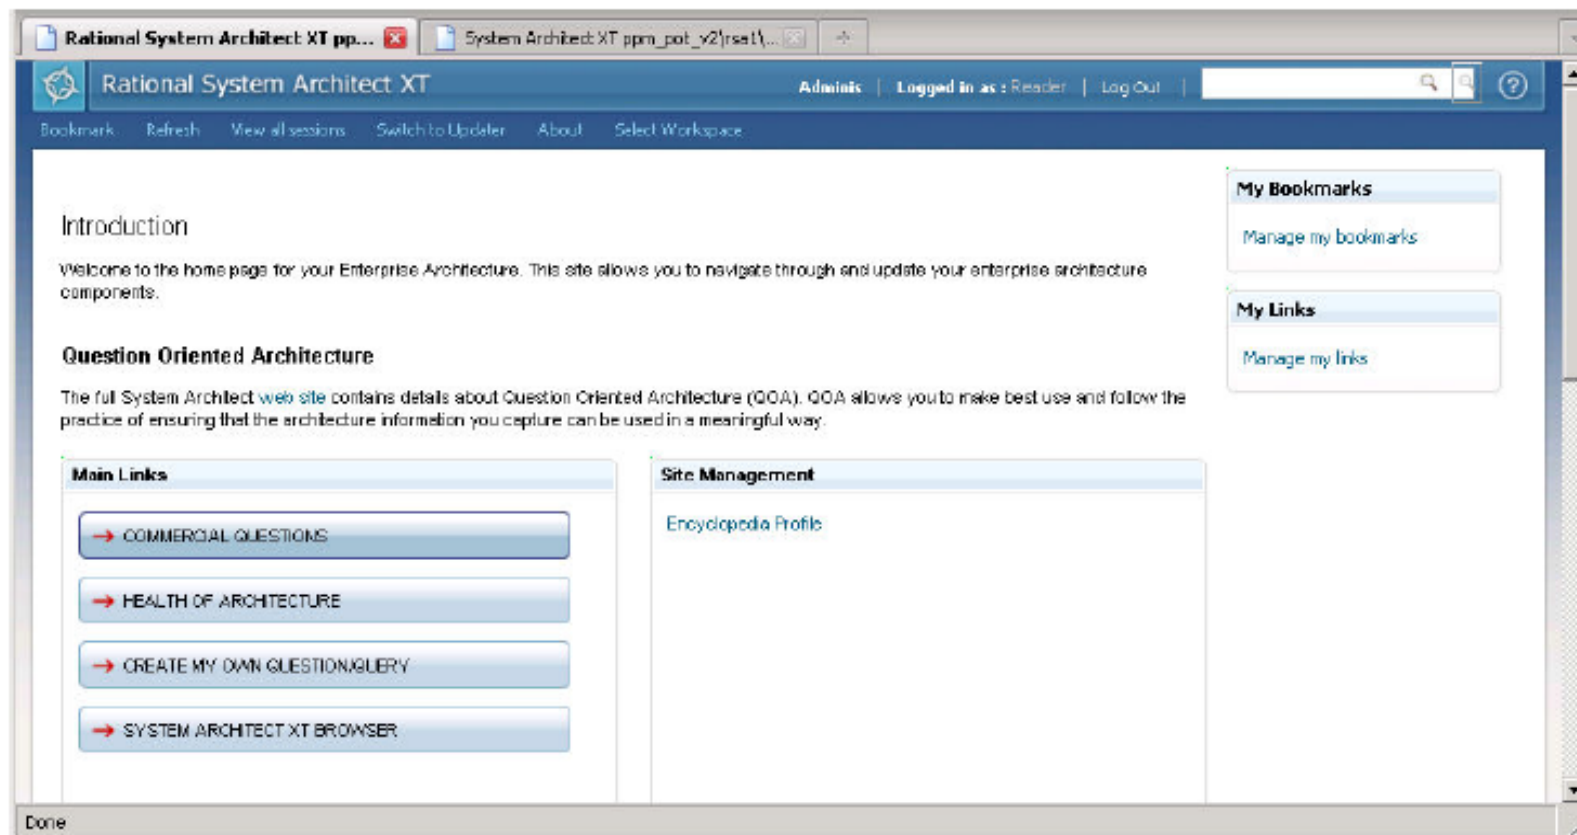 Rational System Architect XT pp...
System Architect XT ppm_pot_v2\rsat\...
Rational System Architect XT
Adminis | Logged in as : Reader | Log Out |
Bookmark Refresh View all sessions Switch to Updater About Select Workspace
My Bookmarks
Manage my bookmarks
My Links
Manage my links
Introduction
Welcome to the home page for your Enterprise Architecture. This site allows you to navigate through and update your enterprise architecture
components.
Question Oriented Architecture
The full System Architect web site contains details about Question Oriented Architecture (QOA). QOA allows you to make best use and follow the
practice of ensuring that the architecture information you capture can be used in a meaningful way.
Main Links
COMMERCIAL QUESTIONS
HEALTH OF ARCHITECTURE
CREATE MY OWN QUESTION/QUERY
SYSTEM ARCHITECT XT BROWSER
Site Management
Encyclopedia Profile
Done